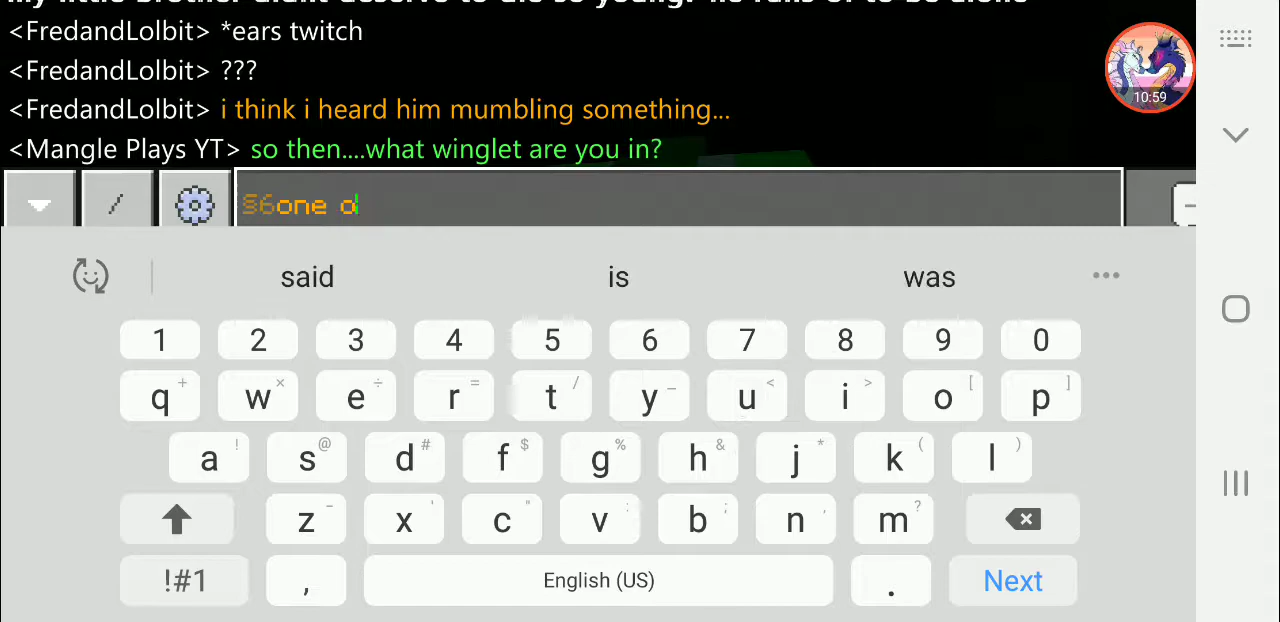 <FredandLolbit> *ears twitch
<FredandLolbit> ???
<FredandLolbit> i think i heard him mumbling something...
<Mangle Plays YT> so then....what winglet are you in?
10:59
/
§6one o
said is was
1 2 3 4 5 6 7 8 9 0
q + w × e ÷ r = t / y _ u < i > o [ p ]
a ! s @ d # f $ g % h & j * k ( l )
z - x ' c " v : b ; n , m ?
!#1 , English (US) . Next